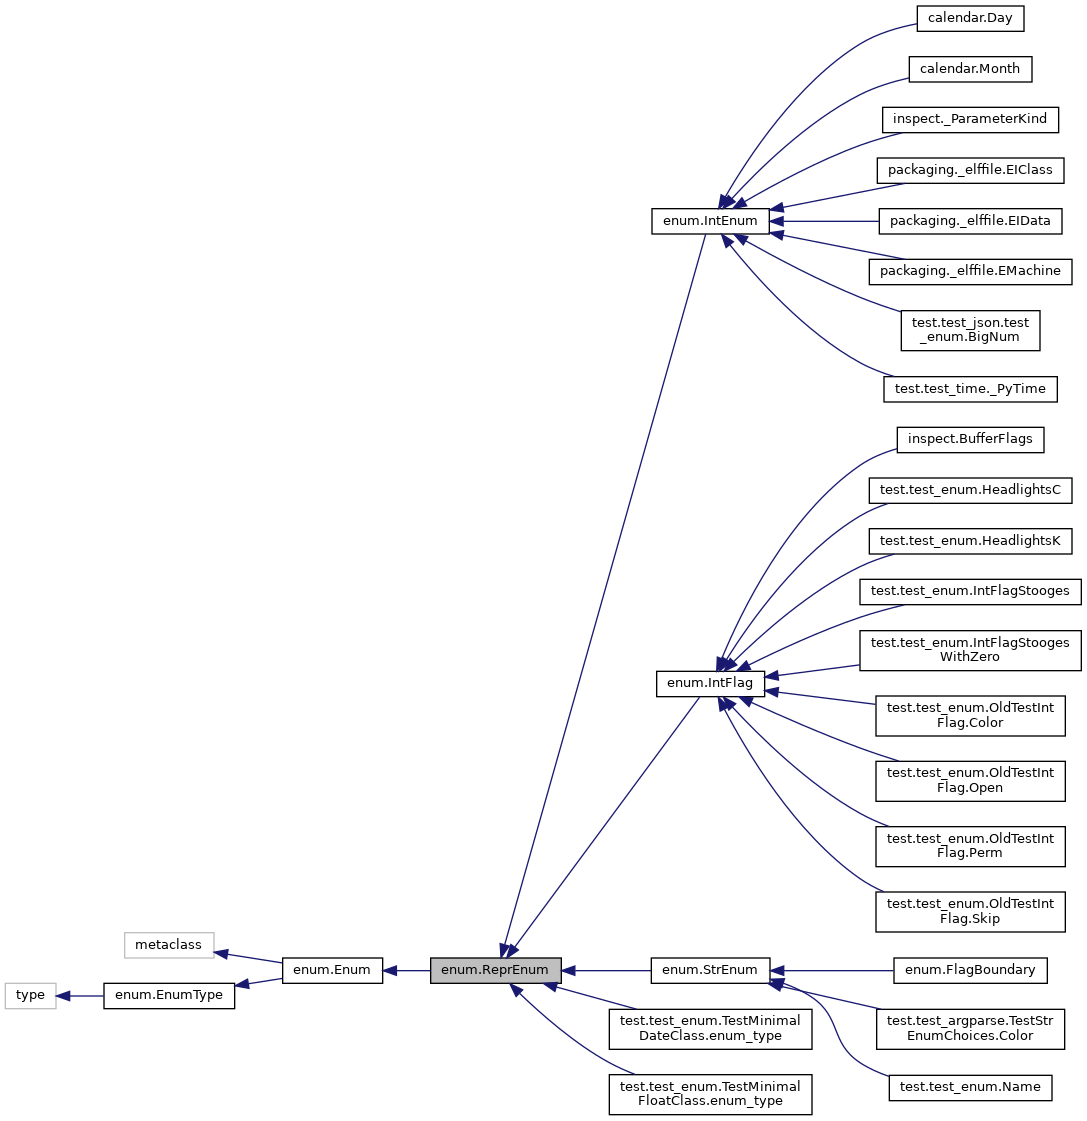 calendar.Day
calendar.Month
inspect._ParameterKind
packaging._elffile.EIClass
enum.IntEnum
packaging._elffile.EIData
packaging._elffile.EMachine
test.test_json.test
_enum.BigNum
test.test_time._PyTime
inspect.BufferFlags
test.test_enum.HeadlightsC
test.test_enum.HeadlightsK
test.test_enum.IntFlagStooges
test.test_enum.IntFlagStooges
WithZero
enum.IntFlag
test.test_enum.OldTestInt
Flag.Color
test.test_enum.OldTestInt
Flag.Open
test.test_enum.OldTestInt
Flag.Perm
test.test_enum.OldTestInt
Flag.Skip
metaclass
enum.Enum
enum.ReprEnum
enum.StrEnum
enum.FlagBoundary
type
enum.EnumType
test.test_enum.TestMinimal
DateClass.enum_type
test.test_argparse.TestStr
EnumChoices.Color
test.test_enum.TestMinimal
FloatClass.enum_type
test.test_enum.Name